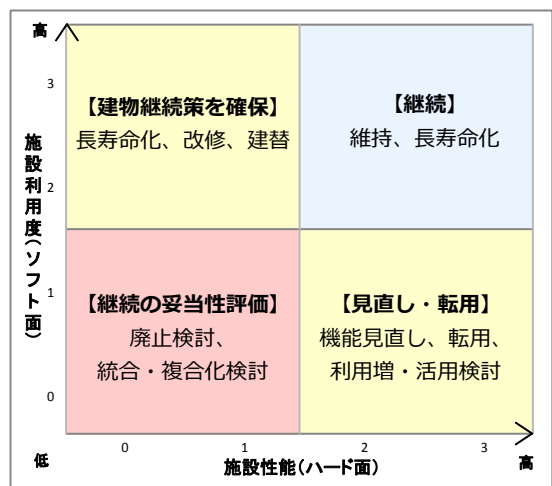 高
3
【建物継続策を確保】
長寿命化、改修、建替
【継続】
維持、長寿命化
施設利用度（ソフト面）
2
1
【継続の妥当性評価】
廃止検討、
統合・複合化検討
【見直し・転用】
機能見直し、転用、
利用増・活用検討
0
低
0
1
2
3
施設性能（ハード面）
高